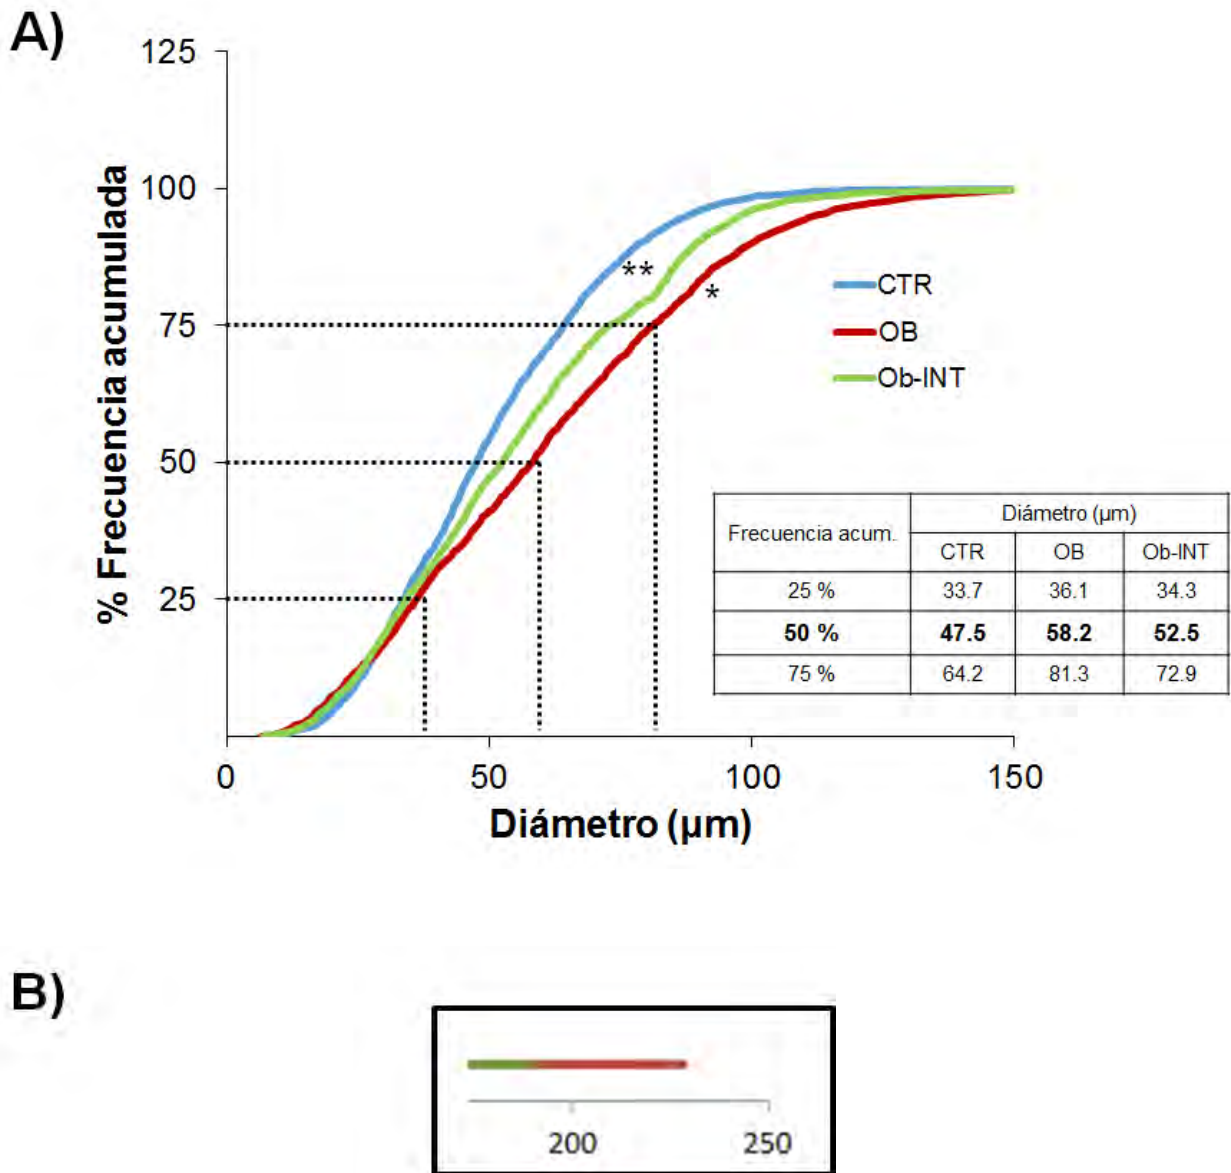 A)
125
100
75
50
25
% Frecuencia acumulada
**
*
CTR
OB
Ob-INT
Frecuencia acum. Diámetro (µm)
CTR OB Ob-INT
25 % 33.7 36.1 34.3
50 % 47.5 58.2 52.5
75 % 64.2 81.3 72.9
0 50 100 150
Diámetro (µm)
B)
200 250